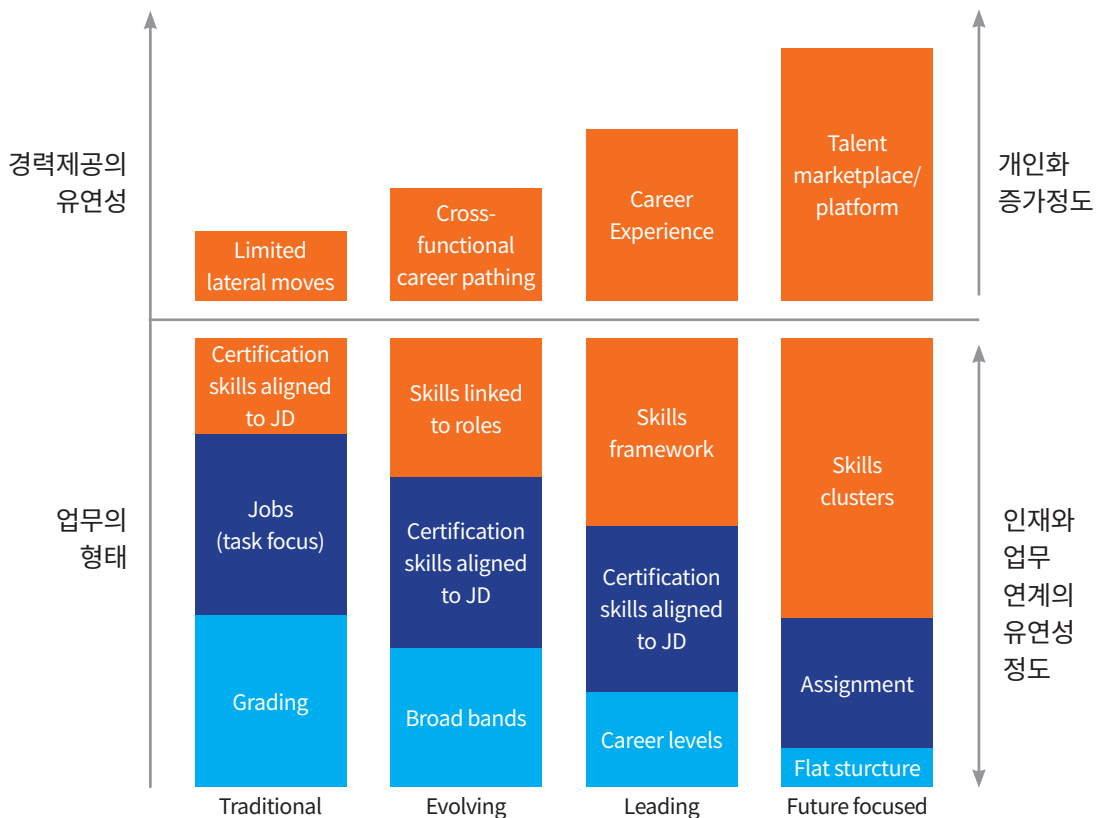 경력제공의
유연성
Limited
lateral moves
Cross-
functional
career pathing
Career
Experience
Talent
marketplace/
platform
개인화
증가정도
업무의
형태
Certification
skills aligned
to JD
Jobs
(task focus)
Grading
Skills linked
to roles
Certification
skills aligned
to JD
Broad bands
Skills
framework
Certification
skills aligned
to JD
Career levels
Skills
clusters
Assignment
Flat sturcture
인재와
업무
연계의
유연성
정도
Traditional
Evolving
Leading
Future focused